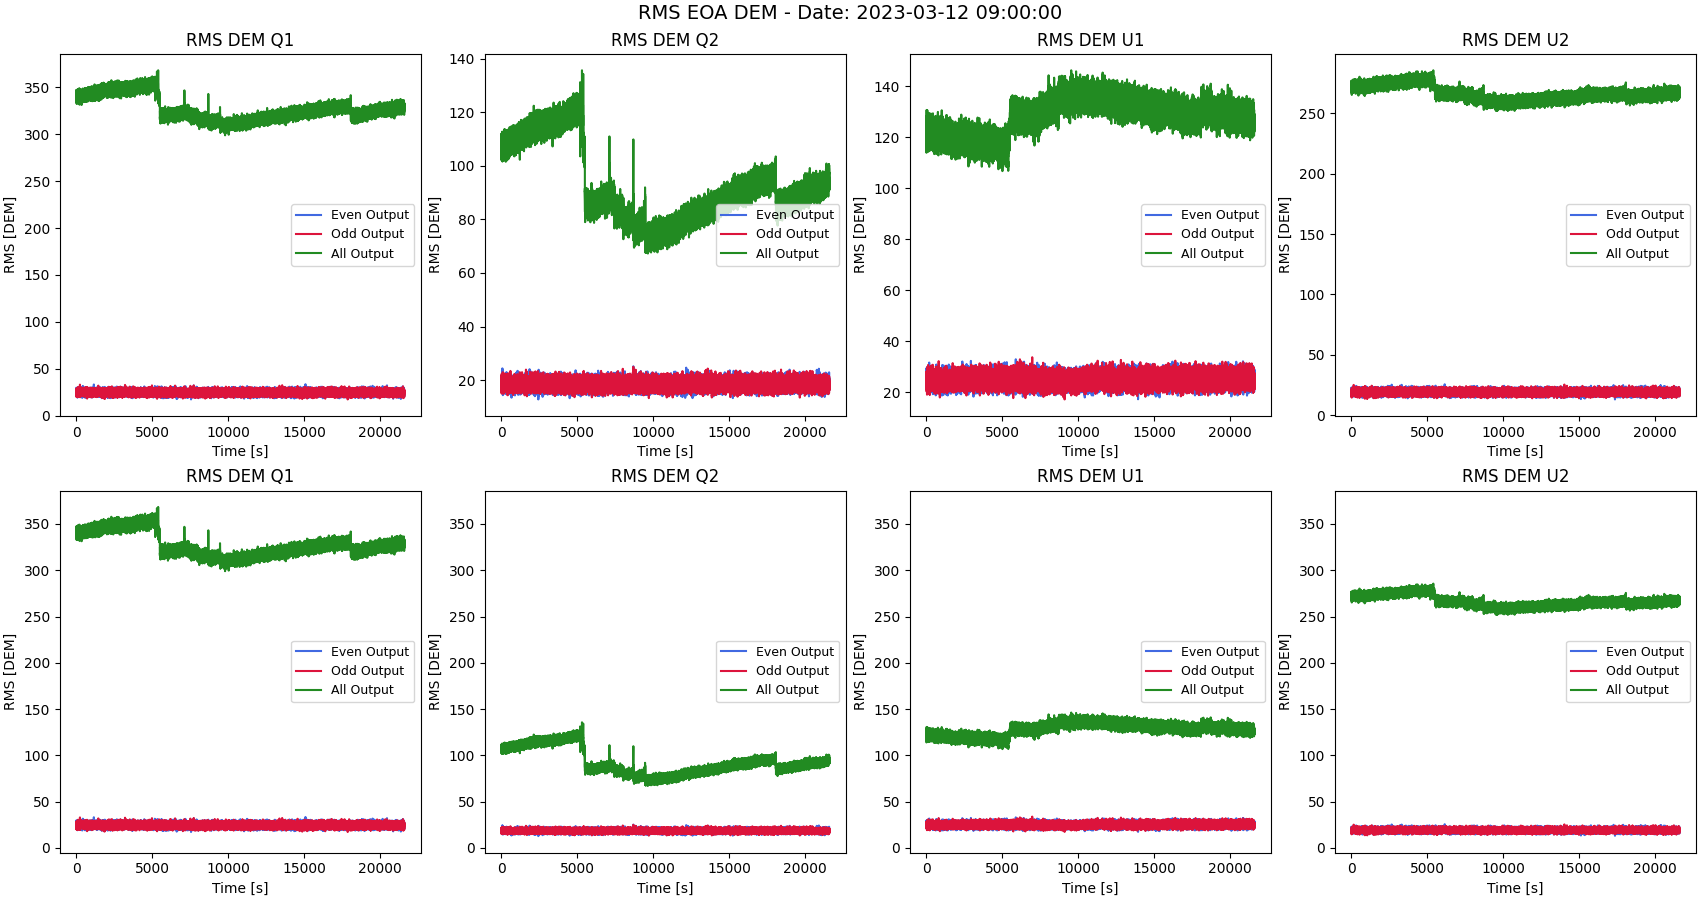 RMS EOA DEM - Date: 2023-03-12 09:00:00
RMS DEM Q1
RMS [DEM]
350
300
250
200
150
100
50
0
Even Output
Odd Output
All Output
0 5000 10000 15000 20000
Time [s]
RMS DEM Q2
RMS [DEM]
140
120
100
80
60
40
20
Even Output
Odd Output
All Output
0 5000 10000 15000 20000
Time [s]
RMS DEM U1
RMS [DEM]
140
120
100
80
60
40
20
Even Output
Odd Output
All Output
0 5000 10000 15000 20000
Time [s]
RMS DEM U2
RMS [DEM]
250
200
150
100
50
0
Even Output
Odd Output
All Output
0 5000 10000 15000 20000
Time [s]
RMS DEM Q1
RMS [DEM]
350
300
250
200
150
100
50
0
Even Output
Odd Output
All Output
0 5000 10000 15000 20000
Time [s]
RMS DEM Q2
RMS [DEM]
350
300
250
200
150
100
50
0
Even Output
Odd Output
All Output
0 5000 10000 15000 20000
Time [s]
RMS DEM U1
RMS [DEM]
350
300
250
200
150
100
50
0
Even Output
Odd Output
All Output
0 5000 10000 15000 20000
Time [s]
RMS DEM U2
RMS [DEM]
350
300
250
200
150
100
50
0
Even Output
Odd Output
All Output
0 5000 10000 15000 20000
Time [s]